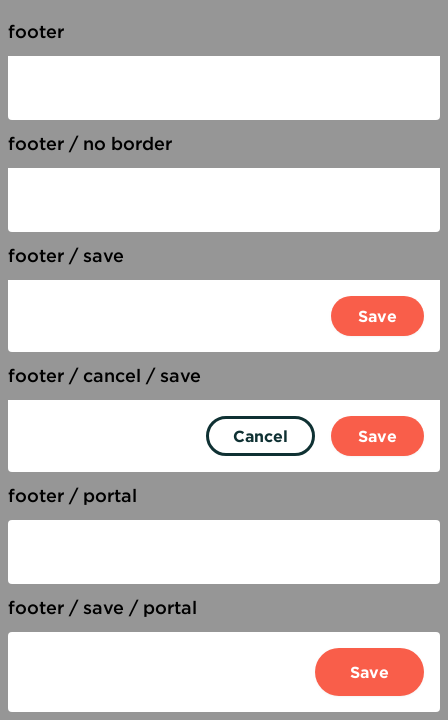 footer
footer / no border
footer / save
Save
footer / cancel / save
Cancel Save
footer / portal
footer / save / portal
Save